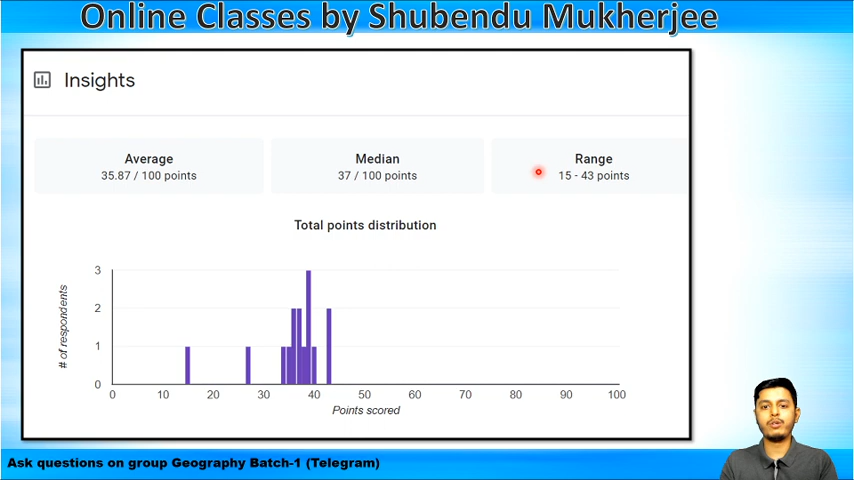 Online Classes by Shubendu Mukherjee
Insights
Average
35.87 / 100 points
Median
37 / 100 points
Range
15 - 43 points
Total points distribution
# of respondents
3
2
1
0
0 10 20 30 40 50 60 70 80 90 100
Points scored
Ask questions on group Geography Batch-1 (Telegram)